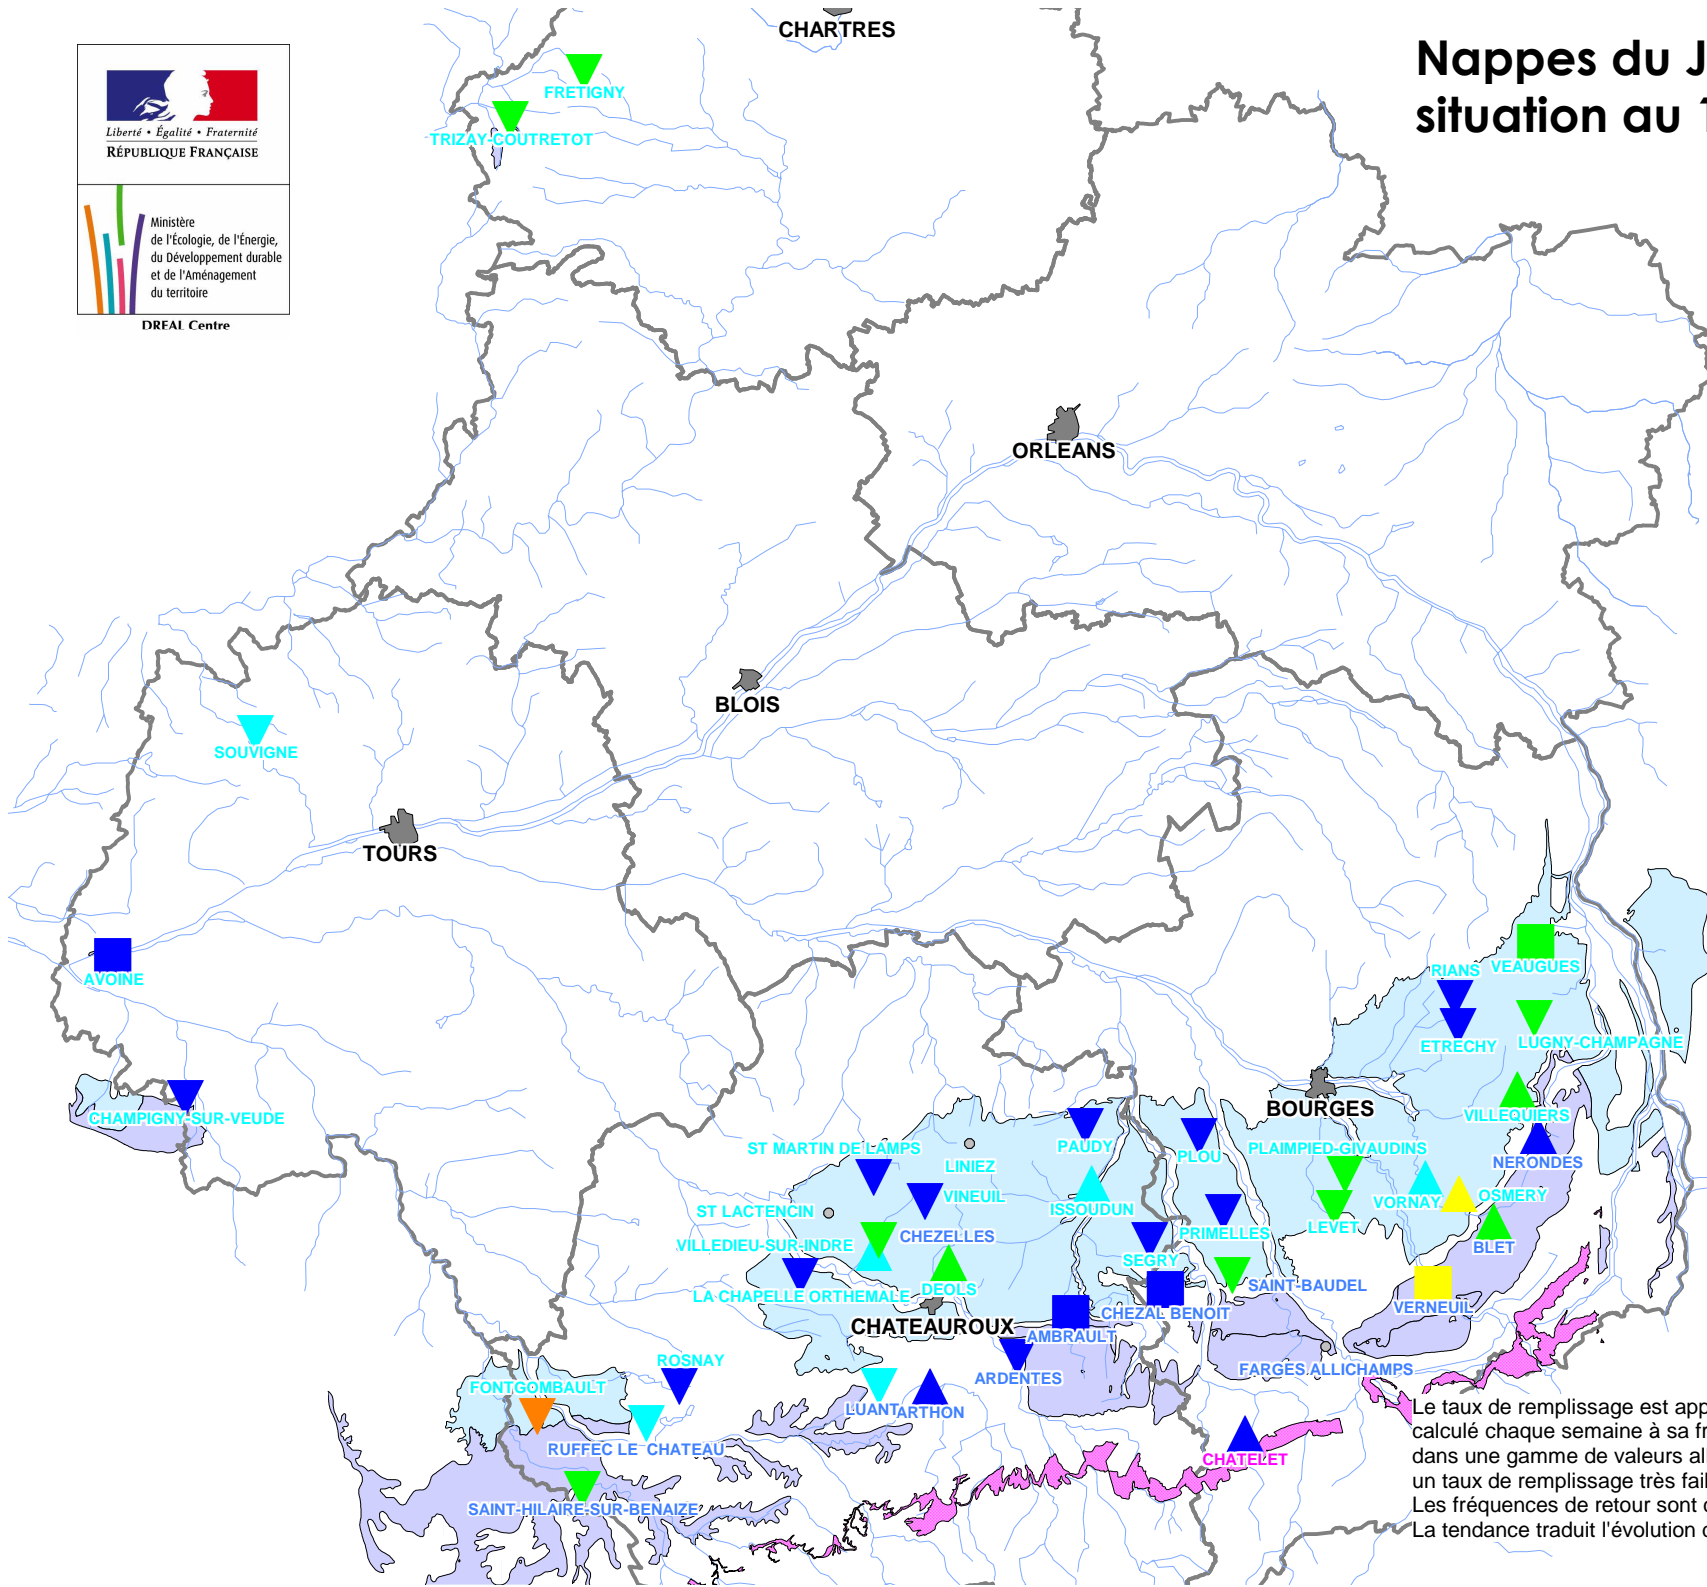 CHARTRES
Nappes du J
situation au 1
FRETIGNY
TRIZAY-COUTRETOT
Liberté • Égalité • Fraternité
RÉPUBLIQUE FRANÇAISE
Ministère
de l'Écologie, de l'Énergie,
du Développement durable
et de l'Aménagement
du territoire
DREAL Centre
ORLEANS
BLOIS
SOUVIGNE
TOURS
AVOINE
RIANS
VEAUGUES
ETRECHY
LUGNY-CHAMPAGNE
CHAMPIGNY-SUR-VEUDE
BOURGES
VILLEQUIERS
ST MARTIN DE LAMPS
PAUDY
PLOU
PLAIMPIED-GIVAUDINS
NERONDES
LINIEZ
VINEUIL
ISSOUDUN
VORNAY
OSMERY
ST LACTENCIN
CHEZELLES
PRIMELLES
LEVET
BLET
VILLEDIEU-SUR-INDRE
SEGRY
DEOLS
SAINT-BAUDEL
LA CHAPELLE ORTHEMALE
CHEZAL BENOIT
VERNEUIL
CHATEAUROUX
AMBRAULT
ROSNAY
ARDENTES
FARGES ALLICHAMPS
FONTGOMBAULT
LUANT
ARTHON
RUFFEC LE CHATEAU
CHATELET
SAINT-HILAIRE-SUR-BENAIZE
Le taux de remplissage est app
calculé chaque semaine à sa fr
dans une gamme de valeurs all
un taux de remplissage très fail
Les fréquences de retour sont c
La tendance traduit l'évolution d